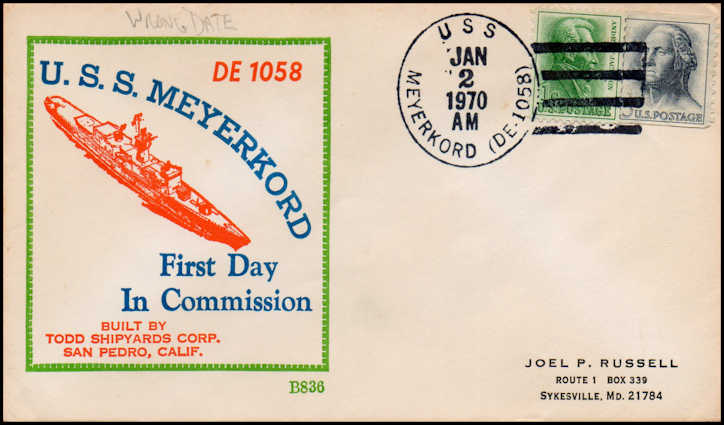 WRONG DATE
DE 1058
U. S. S. MEYERKORD
First Day
In Commission
BUILT BY
TODD SHIPYARDS CORP.
SAN PEDRO, CALIF.
B836
USS
JAN
2
1970
AM
MEYERKORD (DE-1058)
U.S. POSTAGE
U.S. POSTAGE
JOEL P. RUSSELL
ROUTE 1 BOX 339
SYKESVILLE, MD. 21784